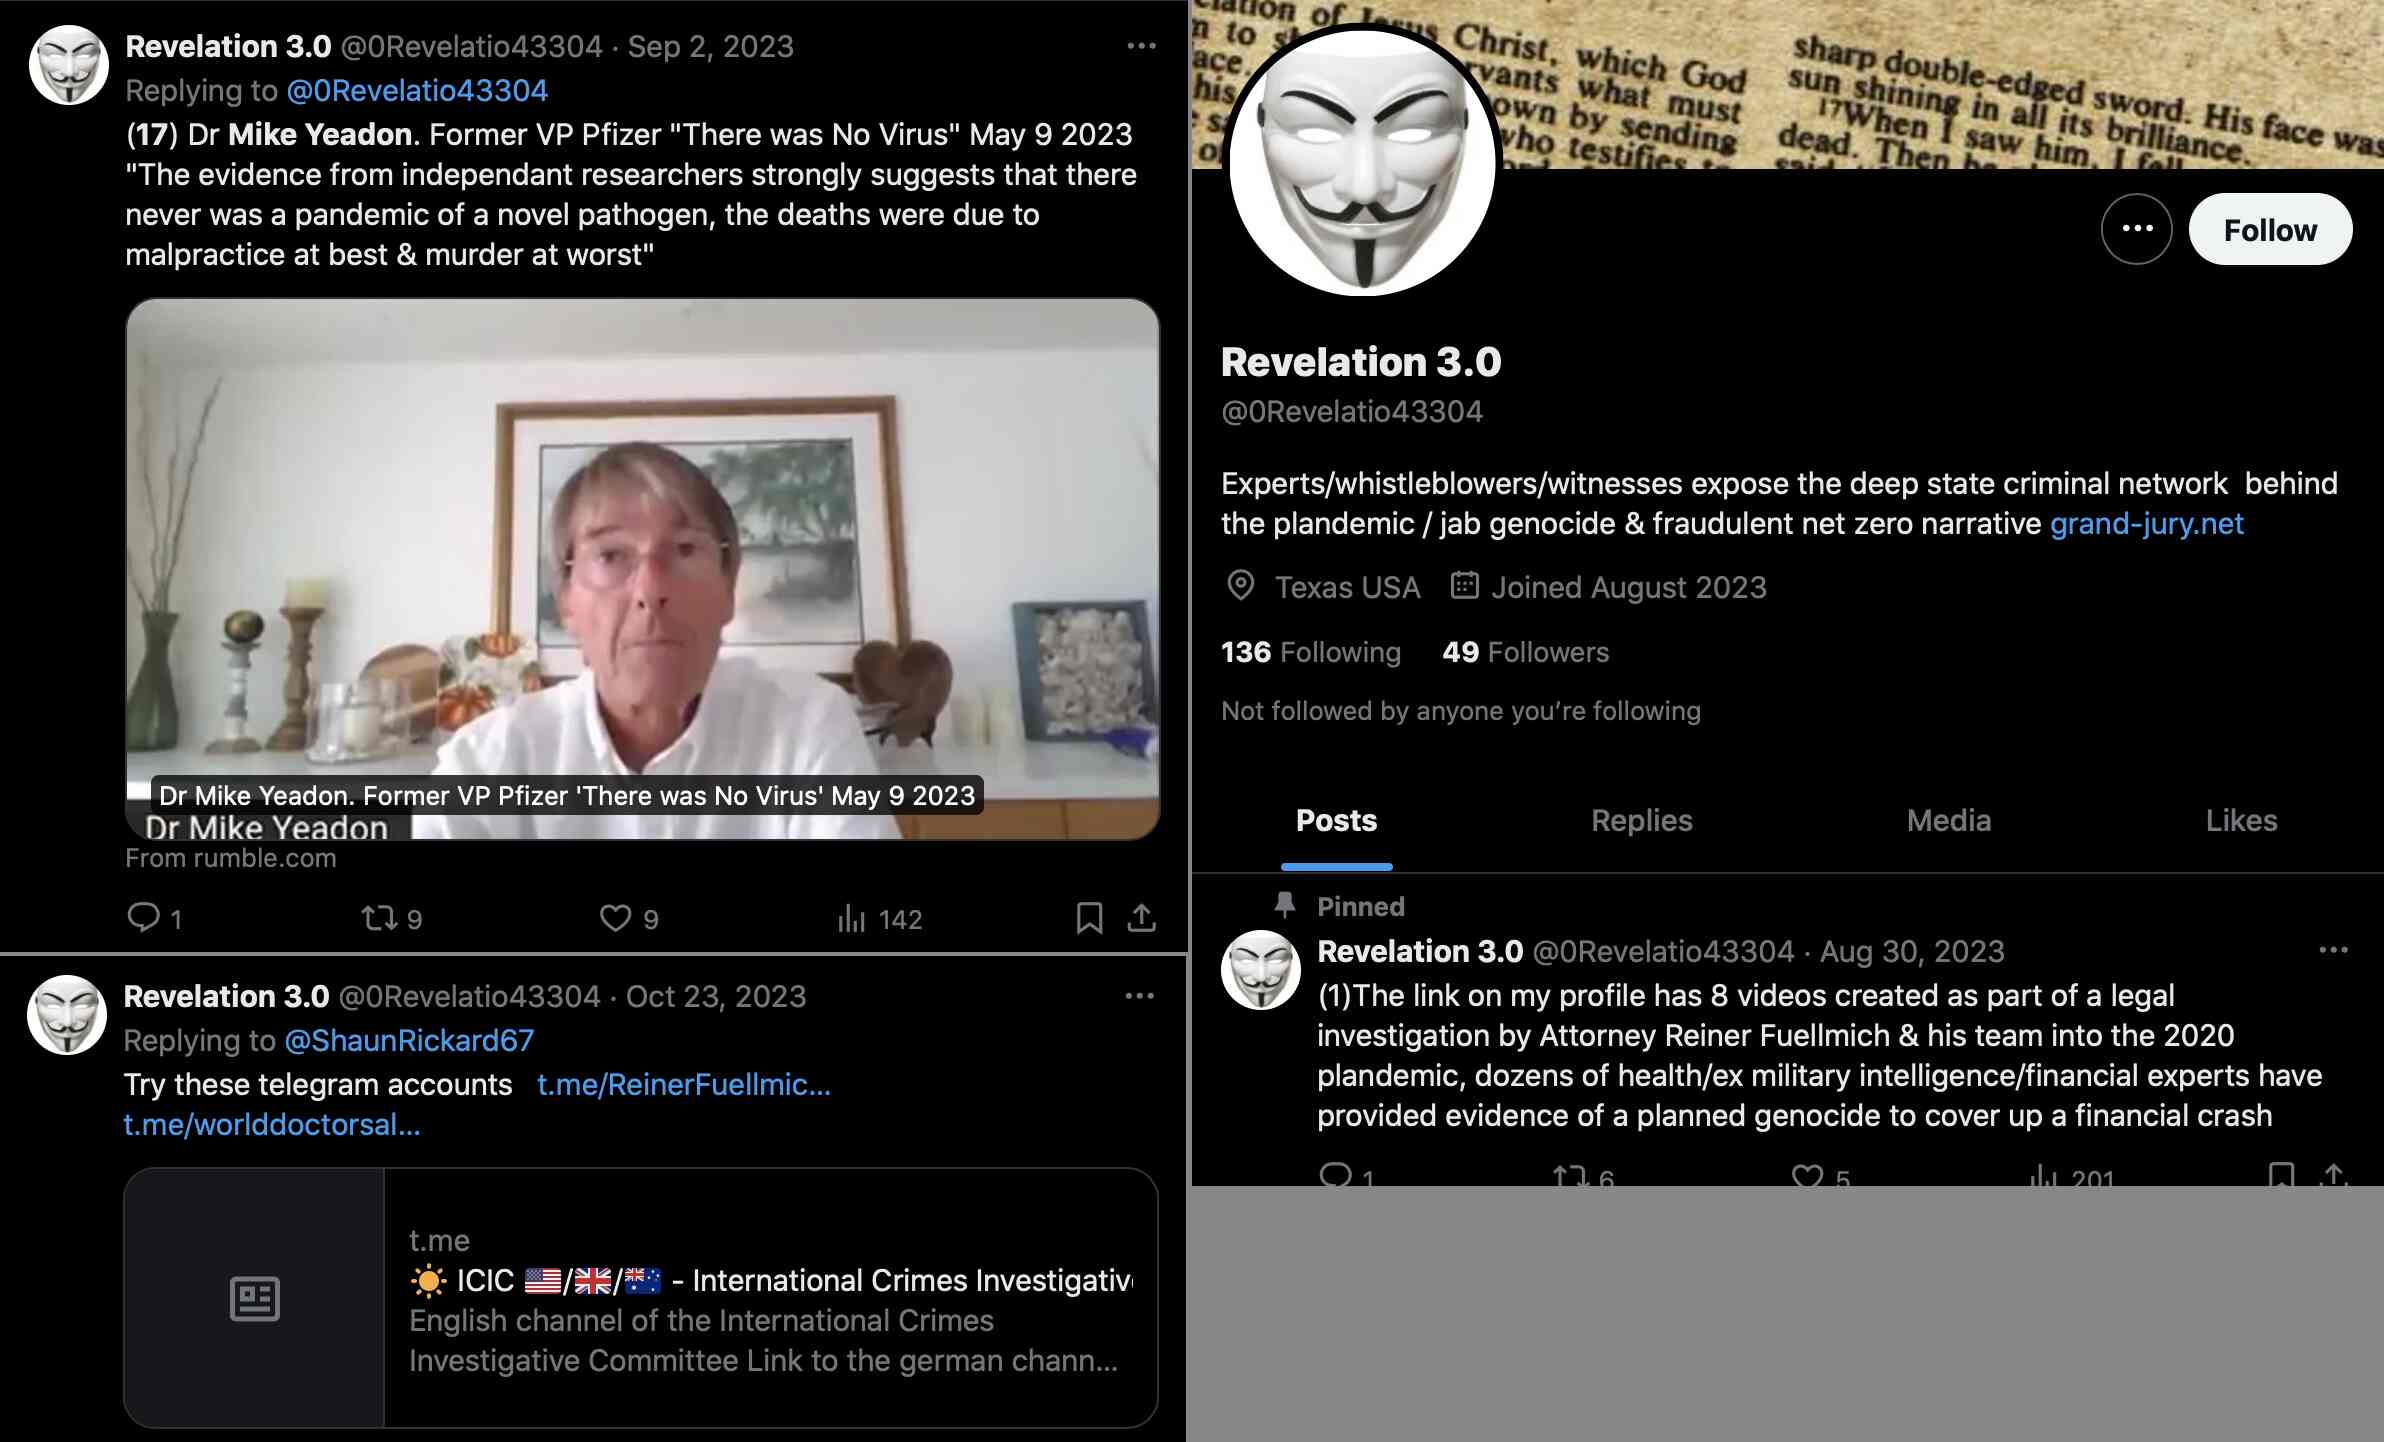 Revelation 3.0 @0Revelatio43304 · Sep 2, 2023
Replying to @0Revelatio43304
(17) Dr Mike Yeadon. Former VP Pfizer "There was No Virus" May 9 2023
"The evidence from independant researchers strongly suggests that there
never was a pandemic of a novel pathogen, the deaths were due to
malpractice at best & murder at worst"
Dr Mike Yeadon. Former VP Pfizer 'There was No Virus' May 9 2023
Dr Mike Yeadon
From rumble.com
1 9 9 142
Revelation 3.0 @0Revelatio43304 · Oct 23, 2023
Replying to @ShaunRickard67
Try these telegram accounts t.me/ReinerFuellmic...
t.me/worlddoctorsal...
t.me
☀️ ICIC 🇺🇸/🇬🇧/🇦🇺 - International Crimes Investigativ
English channel of the International Crimes
Investigative Committee Link to the german chann...
of Jesus Christ, which God
what must
own by sending
who testifies
sharp double-edged sword. His face was
sun shining in all its brilliance.
17When I saw him, I fell
dead. Then
Follow
Revelation 3.0
@0Revelatio43304
Experts/whistleblowers/witnesses expose the deep state criminal network behind
the plandemic / jab genocide & fraudulent net zero narrative grand-jury.net
Texas USA Joined August 2023
136 Following 49 Followers
Not followed by anyone you’re following
Posts Replies Media Likes
Pinned
Revelation 3.0 @0Revelatio43304 · Aug 30, 2023
(1)The link on my profile has 8 videos created as part of a legal
investigation by Attorney Reiner Fuellmich & his team into the 2020
plandemic, dozens of health/ex military intelligence/financial experts have
provided evidence of a planned genocide to cover up a financial crash
1 6 5 201